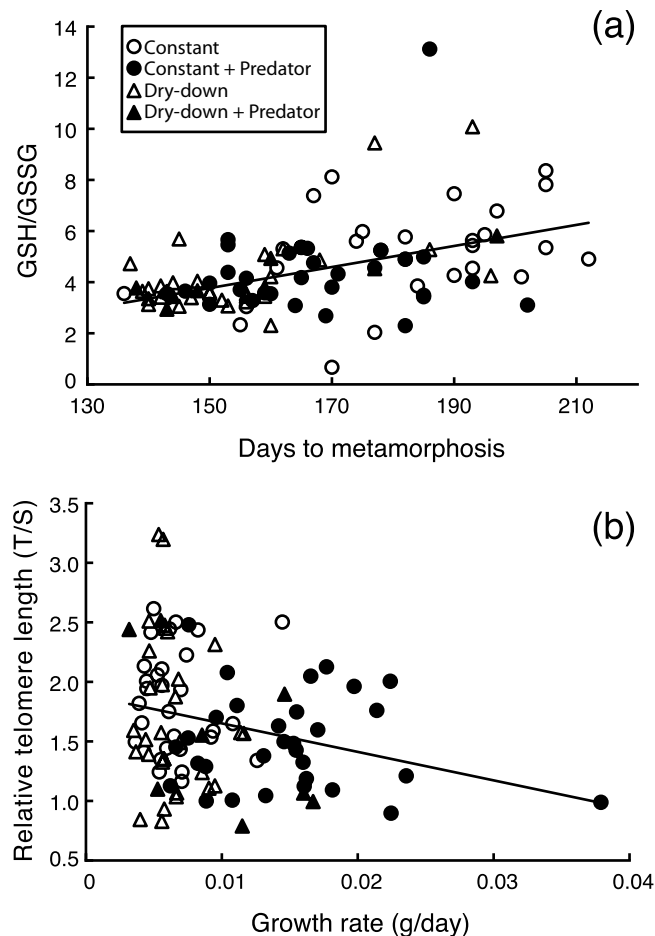 (a)
14
12
10
8
6
4
2
0
GSH/GSSG
Constant
Constant + Predator
Dry-down
Dry-down + Predator
130 150 170 190 210
Days to metamorphosis
(b)
3.5
3.0
2.5
2.0
1.5
1.0
0.5
Relative telomere length (T/S)
0 0.01 0.02 0.03 0.04
Growth rate (g/day)